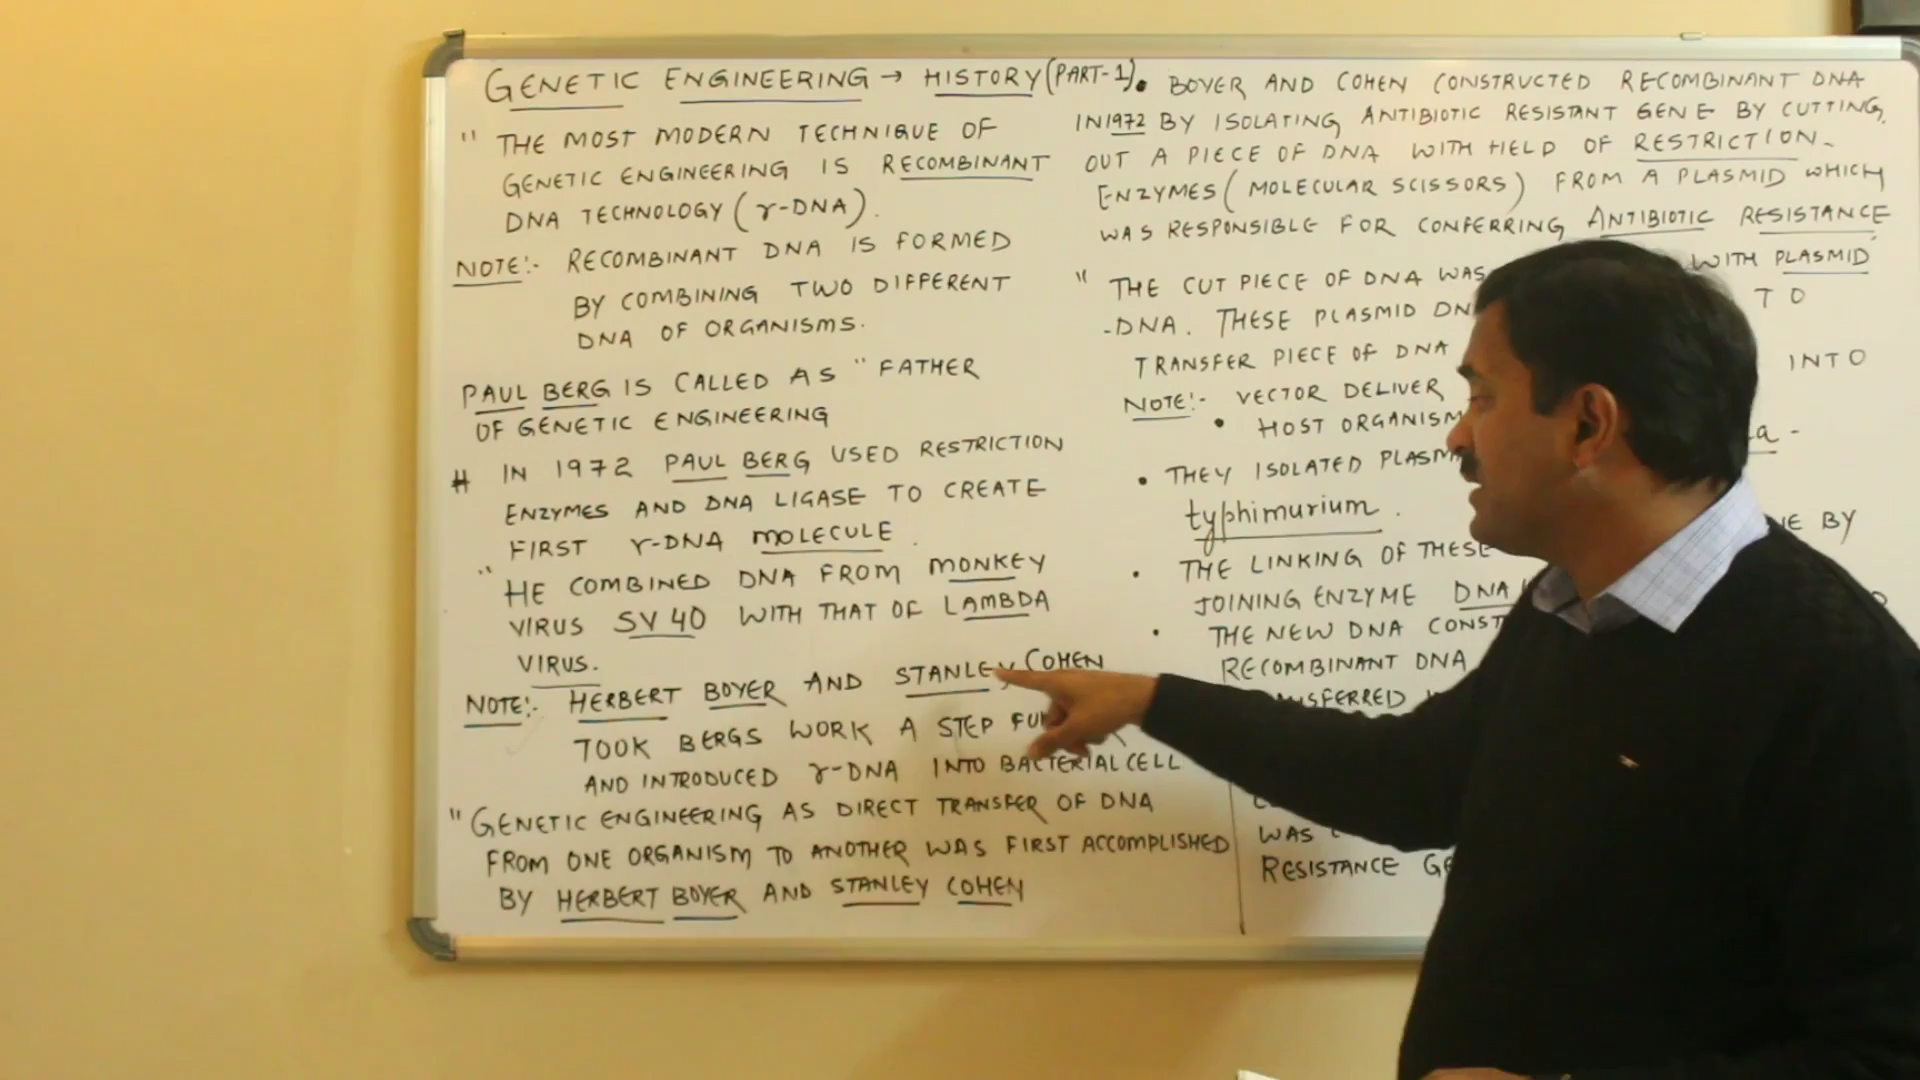 GENETIC ENGINEERING → HISTORY (PART-1)
" THE MOST MODERN TECHNIQUE OF
GENETIC ENGINEERING IS RECOMBINANT
DNA TECHNOLOGY (r-DNA).
NOTE:- RECOMBINANT DNA IS FORMED
BY COMBINING TWO DIFFERENT
DNA OF ORGANISMS.
PAUL BERG IS CALLED AS "FATHER
OF GENETIC ENGINEERING
# IN 1972 PAUL BERG USED RESTRICTION
ENZYMES AND DNA LIGASE TO CREATE
FIRST r-DNA MOLECULE.
" HE COMBINED DNA FROM MONKEY
VIRUS SV40 WITH THAT OF LAMBDA
VIRUS.
NOTE:- HERBERT BOYER AND STANLEY COHEN
TOOK BERGS WORK A STEP
AND INTRODUCED r-DNA INTO BACTERIAL CELL
" GENETIC ENGINEERING AS DIRECT TRANSFER OF DNA
FROM ONE ORGANISM TO ANOTHER WAS FIRST ACCOMPLISHED
BY HERBERT BOYER AND STANLEY COHEN
• BOYER AND COHEN CONSTRUCTED RECOMBINANT DNA
IN 1972 BY ISOLATING ANTIBIOTIC RESISTANT GENE BY CUTTING
OUT A PIECE OF DNA WITH HELD OF RESTRICTION-
ENZYMES (MOLECULAR SCISSORS) FROM A PLASMID WHICH
WAS RESPONSIBLE FOR CONFERRING ANTIBIOTIC RESISTANCE
" THE CUT PIECE OF DNA WAS WITH PLASMID
-DNA. THESE PLASMID TO
TRANSFER PIECE OF DNA INTO
NOTE:- VECTOR DELIVER
• HOST ORGANISM
• THEY ISOLATED
typhimurium.
• THE LINKING OF THESE BY
JOINING ENZYME DNA
• THE NEW DNA
RECOMBINANT DNA
WAS
RESISTANCE